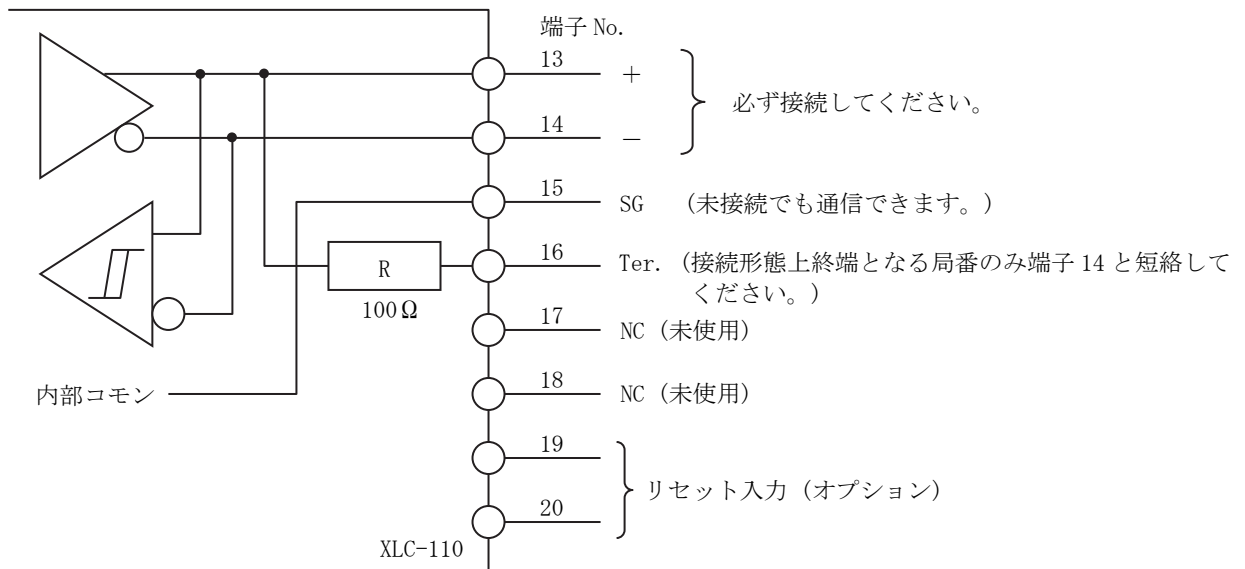 端子 No.
13
＋
必ず接続してください。
14
－
15
SG （未接続でも通信できます。）
16
Ter. （接続形態上終端となる局番のみ端子 14 と短絡して
ください。）
R
100Ω
17
NC（未使用）
18
NC（未使用）
内部コモン
19
リセット入力（オプション）
20
XLC-110